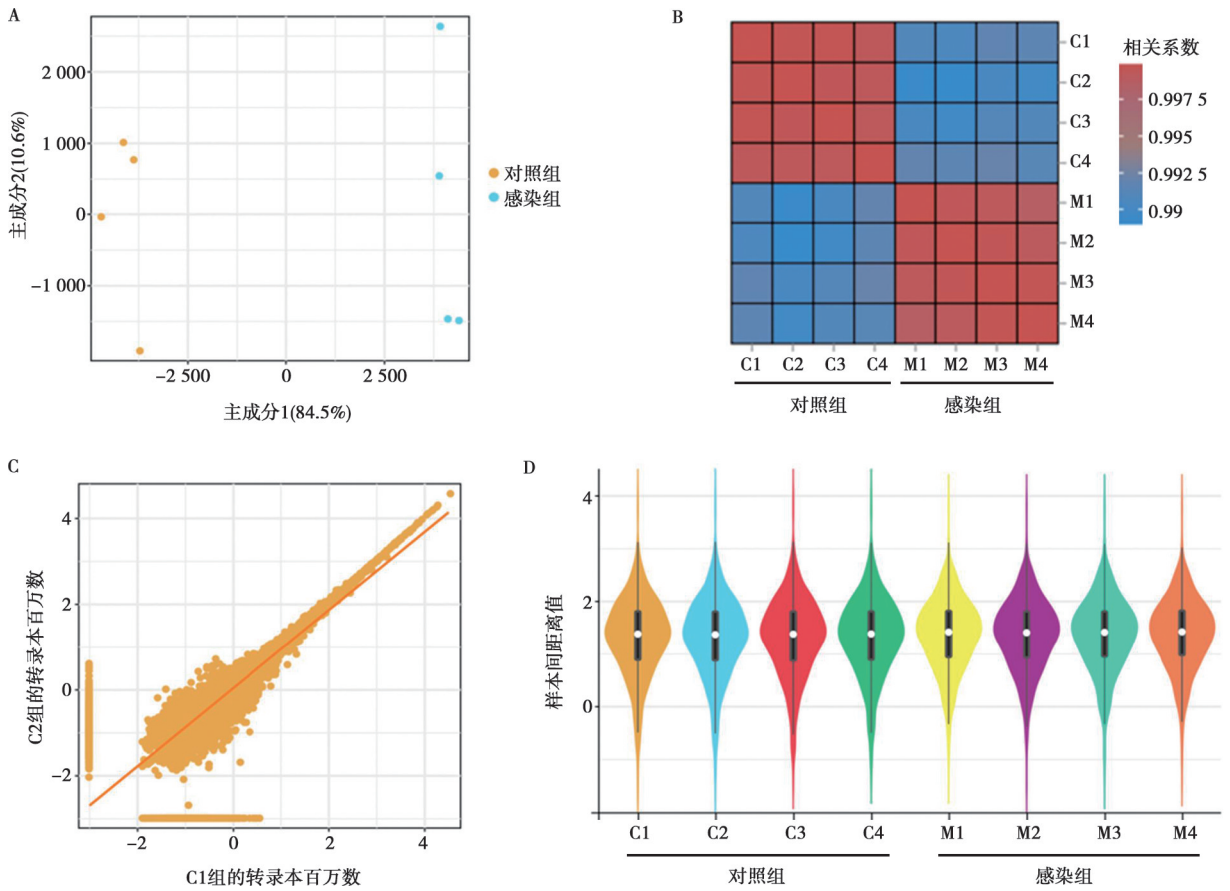 A
2 000
1 000
0
−1 000
主成分2(10.6%)
−2 500 0 2 500
主成分1(84.5%)
对照组
感染组
B
C1
C2
C3
C4
M1
M2
M3
M4
C1 C2 C3 C4 M1 M2 M3 M4
对照组 感染组
相关系数
0.997 5
0.995
0.992 5
0.99
C
4
2
0
−2
C2组的转录本百万数
−2 0 2 4
C1组的转录本百万数
D
4
2
0
样本间距离值
C1 C2 C3 C4 M1 M2 M3 M4
对照组 感染组